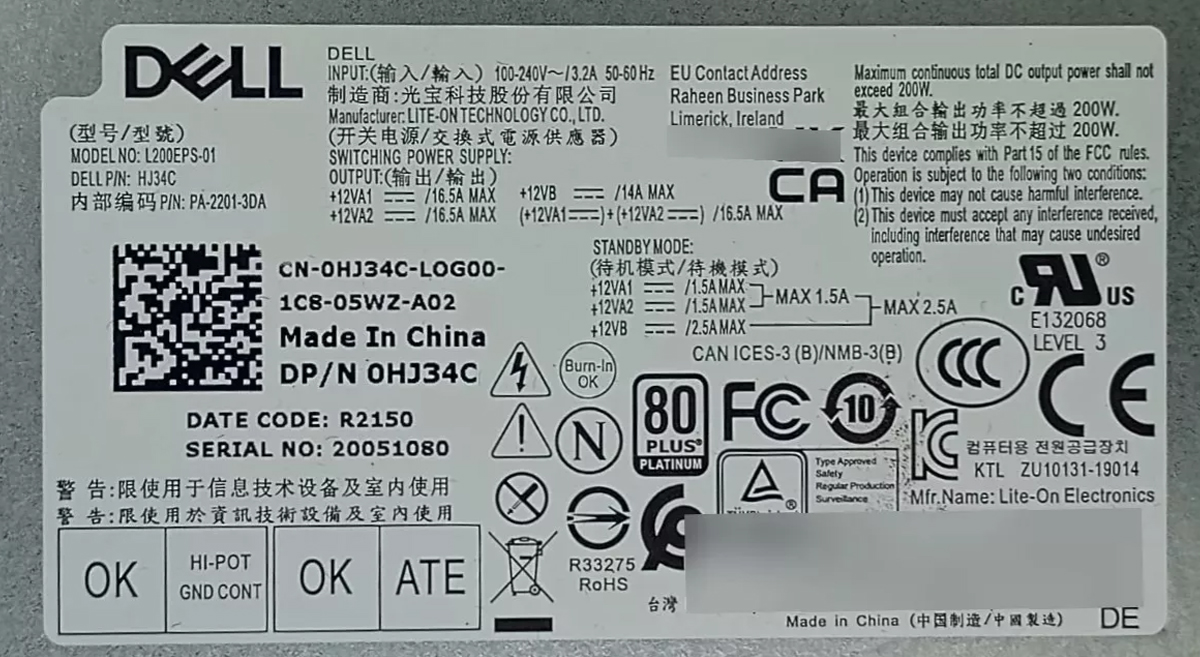 DELL
DELL
INPUT:(输入/輸入) 100-240V～/3.2A 50-60Hz
制造商:光宝科技股份有限公司
Manufacturer: LITE-ON TECHNOLOGY CO., LTD.
(开关电源/交換式電源供應器)
SWITCHING POWER SUPPLY:
OUTPUT:(输出/輸出)
+12VA1 ⎓ /16.5A MAX +12VB ⎓ /14A MAX
+12VA2 ⎓ /16.5A MAX (+12VA1⎓)+(+12VA2⎓) /16.5A MAX
EU Contact Address
Raheen Business Park
Limerick, Ireland
CA
Maximum continuous total DC output power shall not
exceed 200W.
最大组合輸出功率不超過 200W.
最大组合输出功率不超过 200W.
This device complies with Part 15 of the FCC rules.
Operation is subject to the following two conditions:
(1) This device may not cause harmful interference.
(2) This device must accept any interference received,
including interference that may cause undesired
operation.
(型号/型號)
MODEL NO: L200EPS-01
DELL P/N: HJ34C
内部编码 P/N: PA-2201-3DA
STANDBY MODE:
(待机模式/待機模式)
+12VA1 ⎓ /1.5A MAX
+12VA2 ⎓ /1.5A MAX
MAX 1.5A
+12VB ⎓ /2.5A MAX
MAX 2.5A
CN-0HJ34C-LOG00-
1C8-05WZ-A02
Made In China
DP/N 0HJ34C
DATE CODE: R2150
SERIAL NO: 20051080
C RU ® US
E132068
LEVEL 3
CAN ICES-3 (B)/NMB-3(B)
Burn-In
OK
N
80
PLUS®
PLATINUM
FC
10
CCC
CE
KC
컴퓨터용 전원공급장치
KTL ZU10131-19014
Mfr.Name: Lite-On Electronics
Type Approved
Safety
Regular Production
Surveillance
®
警 告:限使用于信息技术设备及室内使用
警 告:限使用於資訊技術設備及室內使用
OK
HI-POT
GND CONT
OK
ATE
R33275
RoHS
台灣
Made in China (中国制造/中國製造)
DE